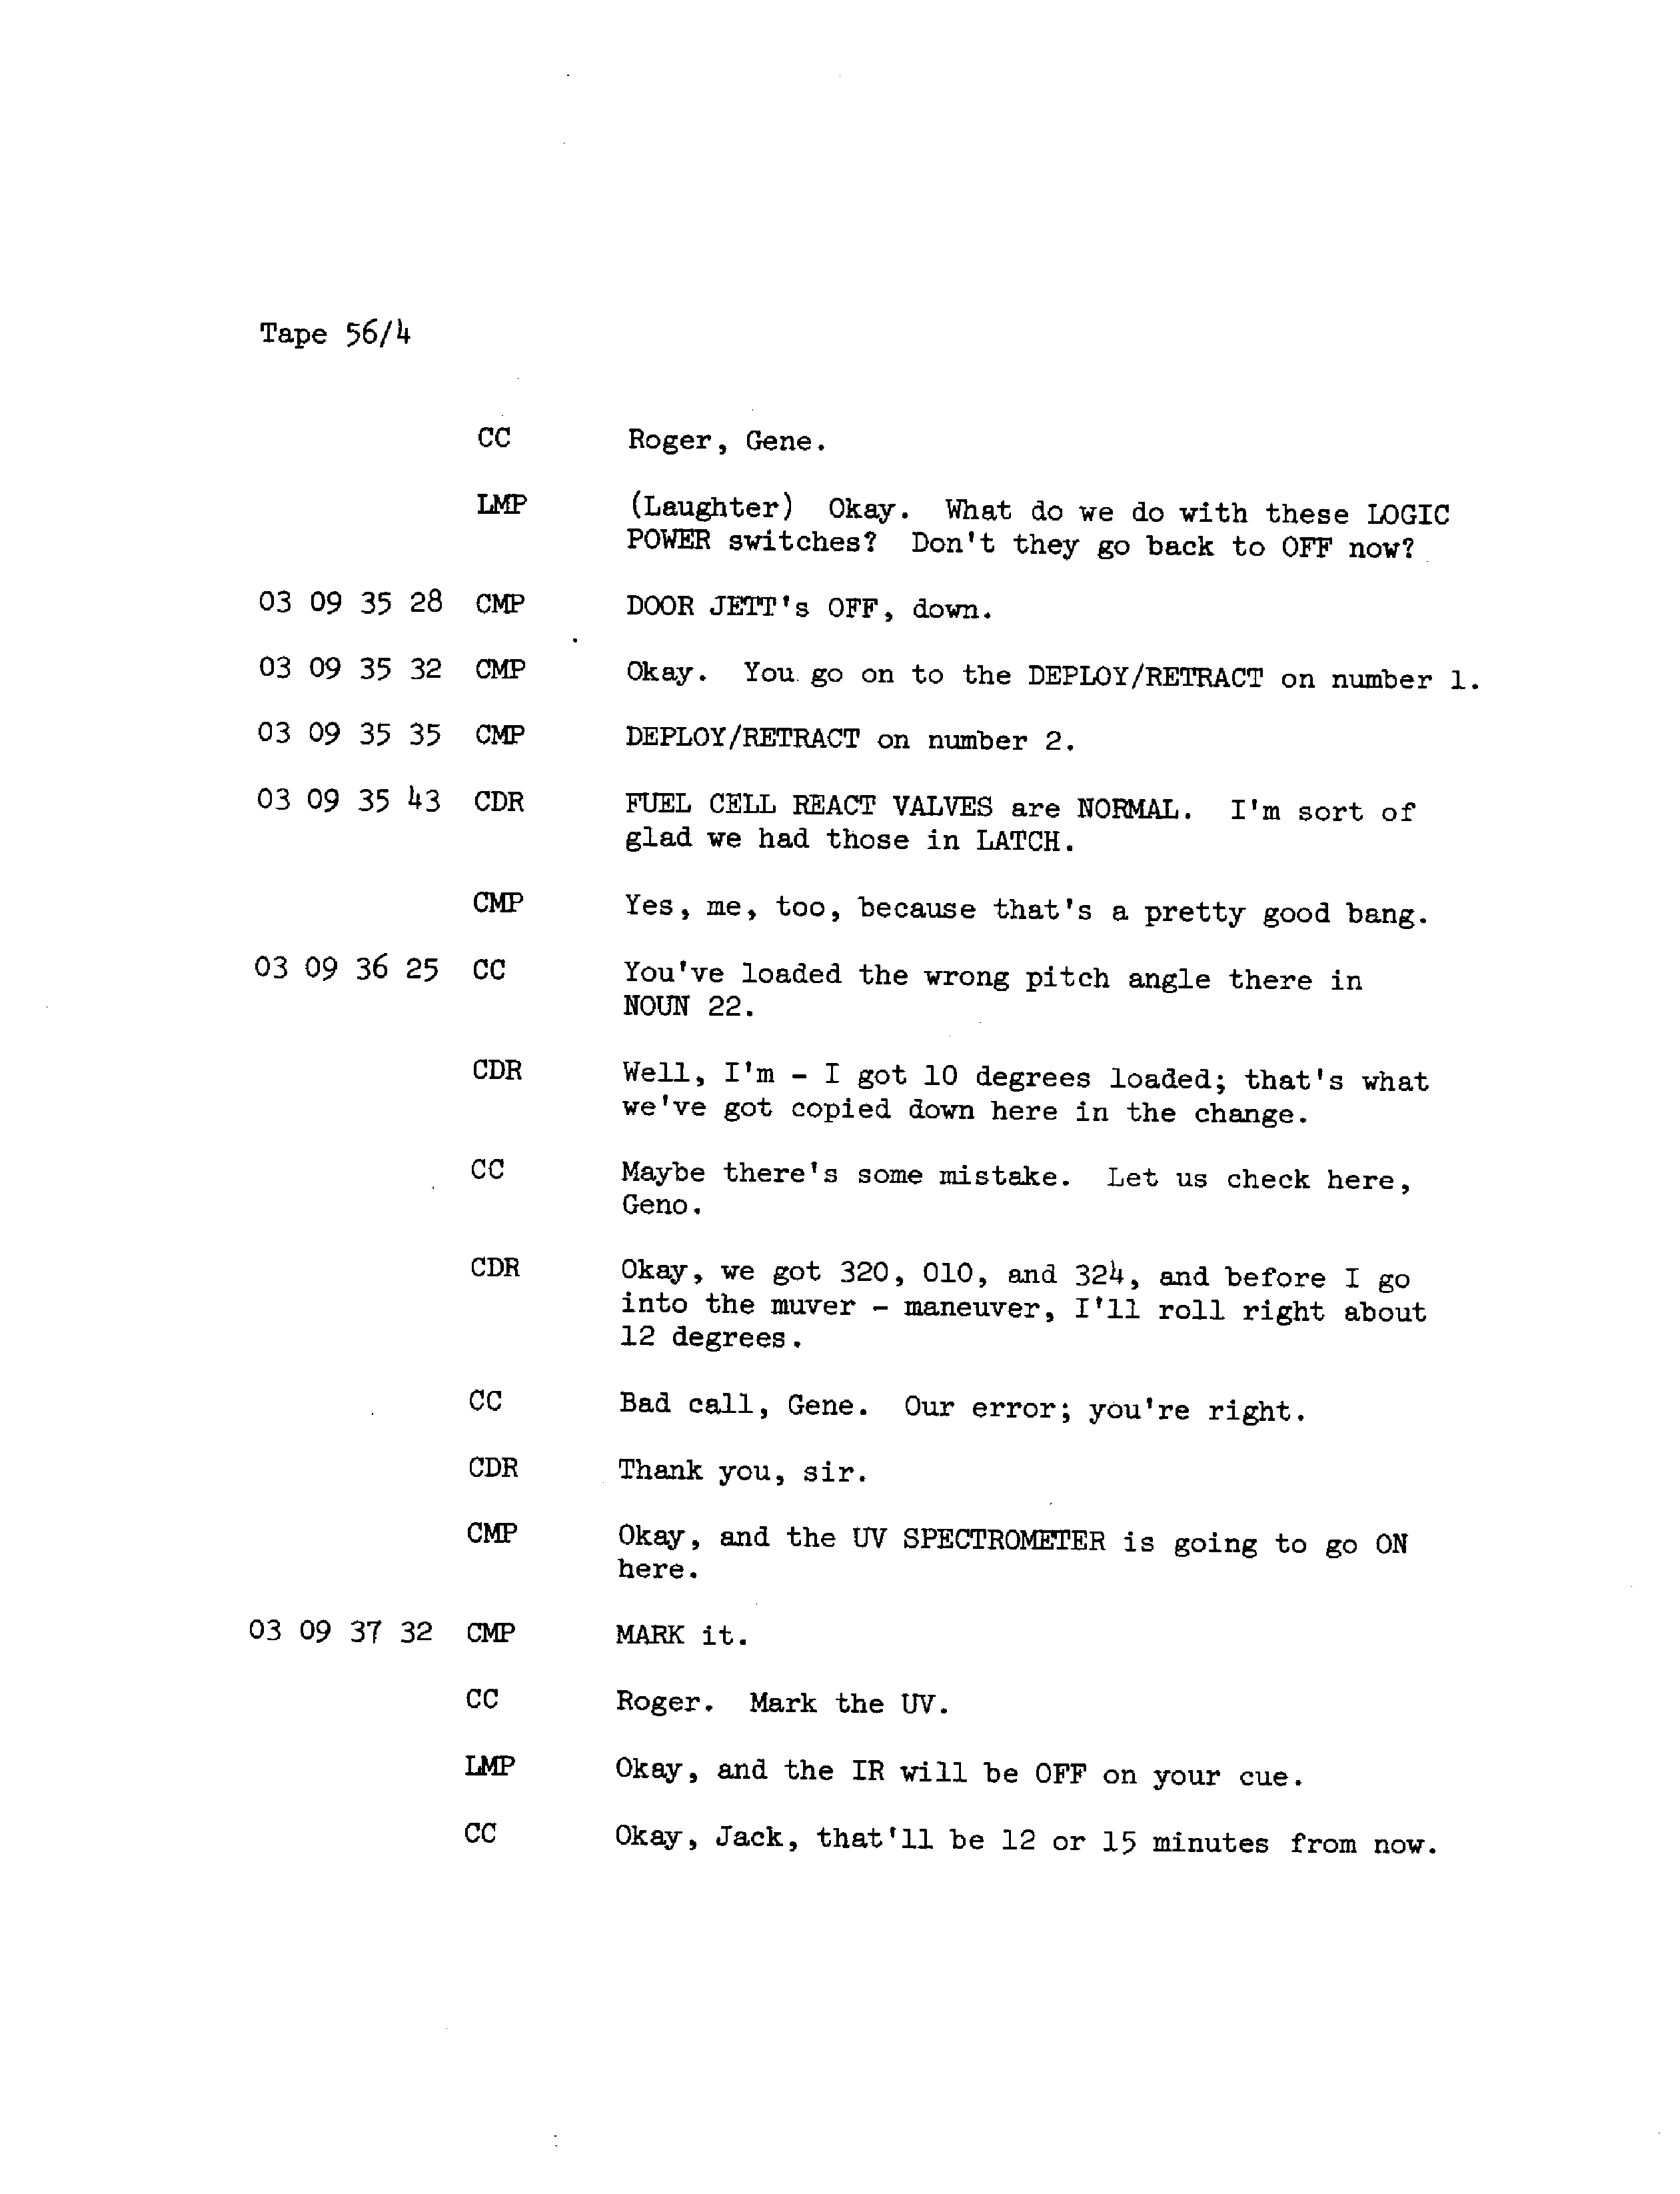 Tape 56/4
CC Roger, Gene.
LMP (Laughter) Okay. What do we do with these LOGIC
POWER switches? Don't they go back to OFF now?
03 09 35 28 CMP DOOR JETT's OFF, down.
03 09 35 32 CMP Okay. You go on to the DEPLOY/RETRACT on number 1.
03 09 35 35 CMP DEPLOY/RETRACT on number 2.
03 09 35 43 CDR FUEL CELL REACT VALVES are NORMAL. I'm sort of
glad we had those in LATCH.
CMP Yes, me, too, because that's a pretty good bang.
03 09 36 25 CC You've loaded the wrong pitch angle there in
NOUN 22.
CDR Well, I'm - I got 10 degrees loaded; that's what
we've got copied down here in the change.
CC Maybe there's some mistake. Let us check here,
Geno.
CDR Okay, we got 320, 010, and 324, and before I go
into the muver - maneuver, I'll roll right about
12 degrees.
CC Bad call, Gene. Our error; you're right.
CDR Thank you, sir.
CMP Okay, and the UV SPECTROMETER is going to go ON
here.
03 09 37 32 CMP MARK it.
CC Roger. Mark the UV.
LMP Okay, and the IR will be OFF on your cue.
CC Okay, Jack, that'll be 12 or 15 minutes from now.